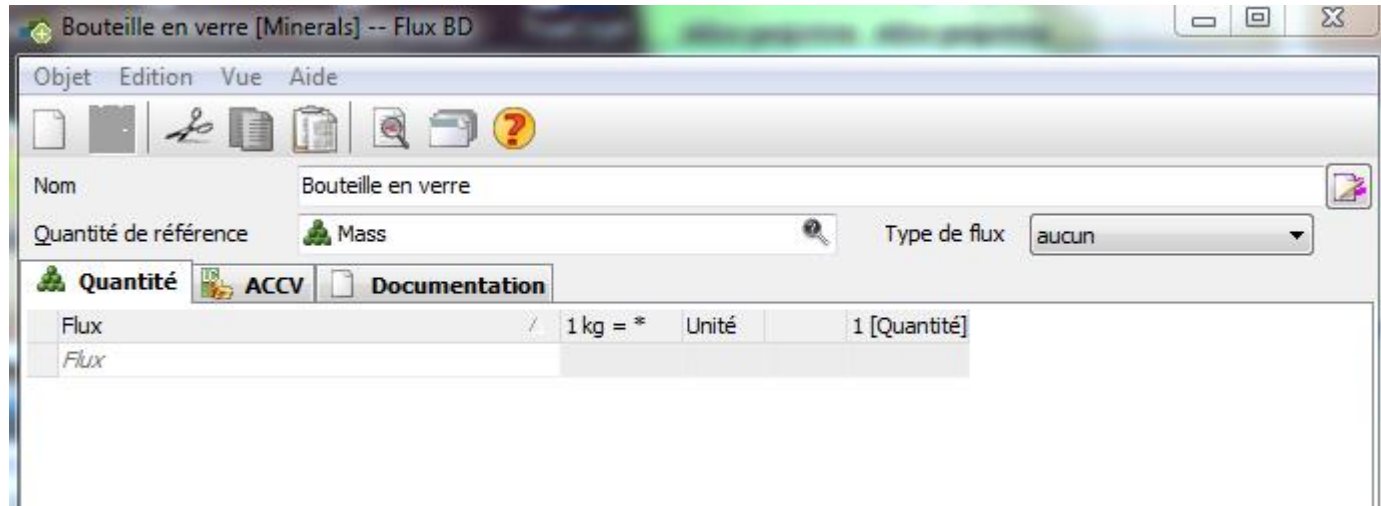 Bouteille en verre [Minerals] -- Flux BD
Objet Edition Vue Aide
Nom Bouteille en verre
Quantité de référence Mass Type de flux aucun
Quantité ACCV Documentation
Flux / 1 kg = * Unité 1 [Quantité]
Flux